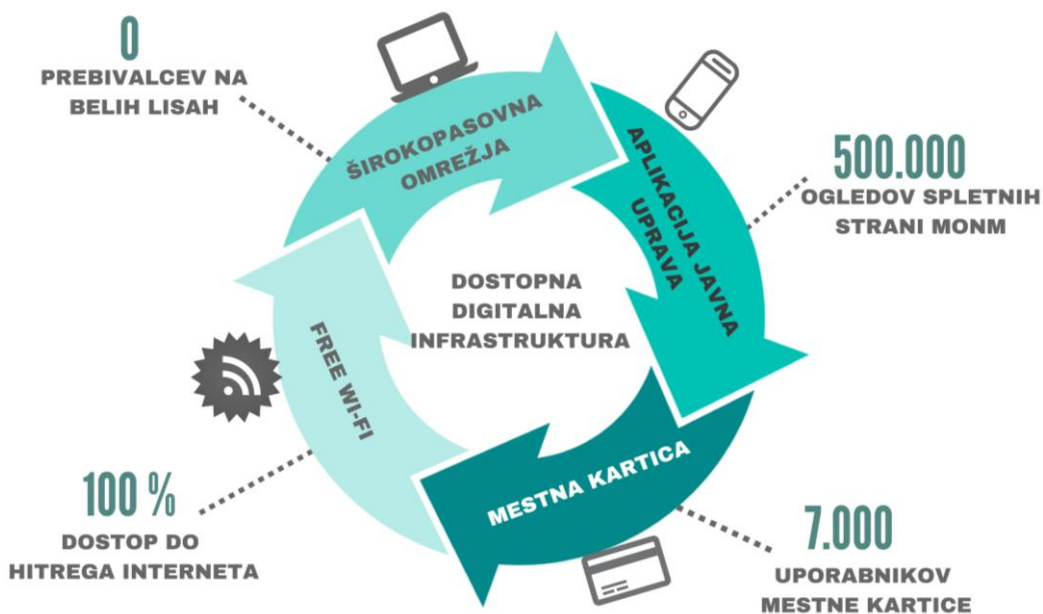 0
PREBIVALCEV NA
BELIH LISAH
ŠIROKOPASOVNA
OMREŽJA
APLIKACIJA JAVNA
UPRAVA
500.000
OGLEDOV SPLETNIH
STRANI MONM
DOSTOPNA
DIGITALNA
INFRASTRUKTURA
FREE WI-FI
MESTNA KARTICA
100 %
DOSTOP DO
HITREGA INTERNETA
7.000
UPORABNIKOV
MESTNE KARTICE